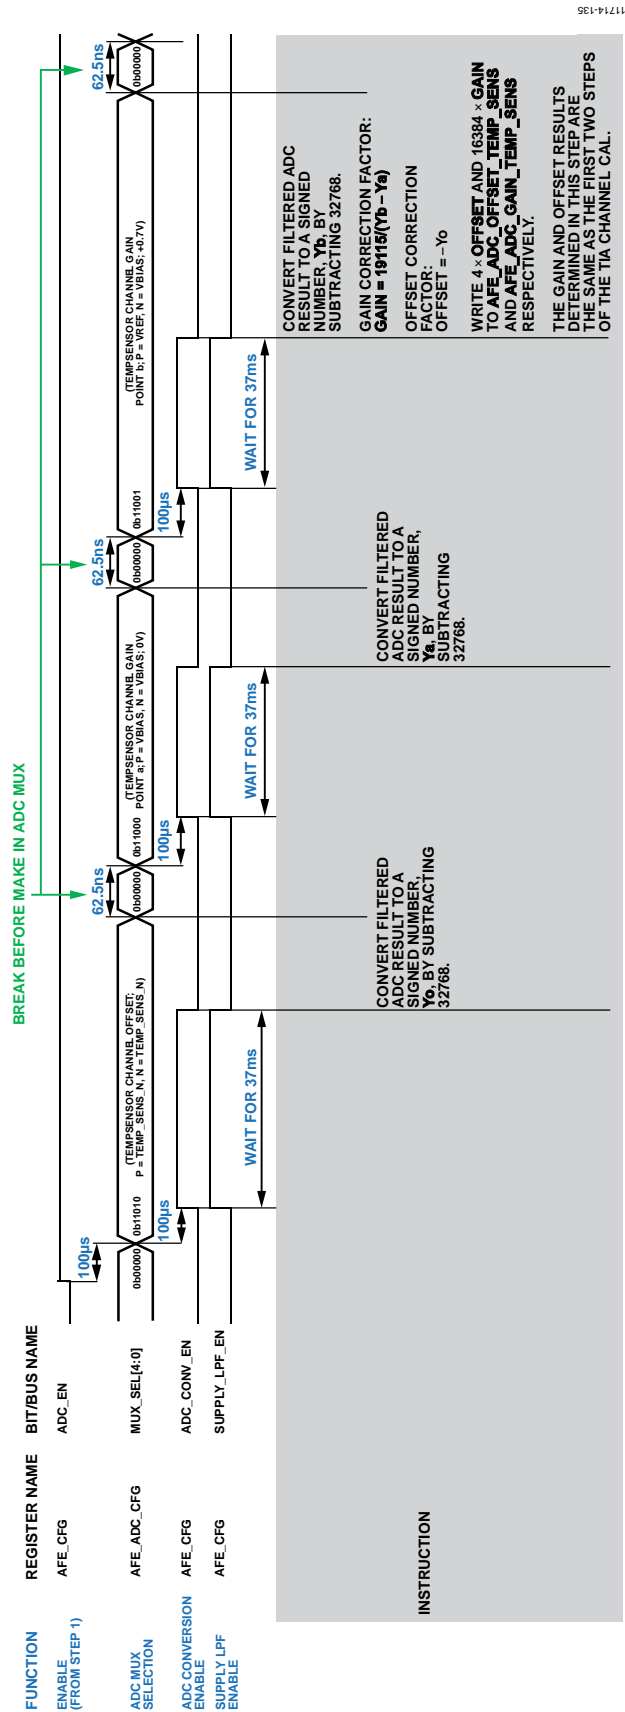 BREAK BEFORE MAKE IN ADC MUX
FUNCTION
REGISTER NAME
BIT/BUS NAME
ENABLE
(FROM STEP 1)
AFE_CFG
ADC_EN
100µs
62.5ns
62.5ns
62.5ns
ADC MUX
SELECTION
AFE_ADC_CFG
MUX_SEL[4:0]
0b00000
0b11010
(TEMPSENSOR CHANNEL OFFSET;
P = TEMP_SENS_N, N = TEMP_SENS_N)
0b00000
0b11000
(TEMPSENSOR CHANNEL GAIN
POINT a; P = VBIAS, N = VBIAS; 0V)
0b00000
0b11001
(TEMPSENSOR CHANNEL GAIN
POINT b; P = VREF, N = VBIAS; +0.7V)
0b00000
100µs
100µs
100µs
ADC CONVERSION
ENABLE
AFE_CFG
ADC_CONV_EN
SUPPLY LPF
ENABLE
AFE_CFG
SUPPLY_LPF_EN
WAIT FOR 37ms
WAIT FOR 37ms
WAIT FOR 37ms
INSTRUCTION
CONVERT FILTERED
ADC RESULT TO A
SIGNED NUMBER,
Yo, BY SUBTRACTING
32768.
CONVERT FILTERED
ADC RESULT TO A
SIGNED NUMBER,
Ya, BY
SUBTRACTING
32768.
CONVERT FILTERED ADC
RESULT TO A SIGNED
NUMBER, Yb, BY
SUBTRACTING 32768.
GAIN CORRECTION FACTOR:
GAIN = 19115/(Yb – Ya)
OFFSET CORRECTION
FACTOR:
OFFSET = –Yo
WRITE 4 × OFFSET AND 16384 × GAIN
TO AFE_ADC_OFFSET_TEMP_SENS
AND AFE_ADC_GAIN_TEMP_SENS
RESPECTIVELY.
THE GAIN AND OFFSET RESULTS
DETERMINED IN THIS STEP ARE
THE SAME AS THE FIRST TWO STEPS
OF THE TIA CHANNEL CAL.
11714-135